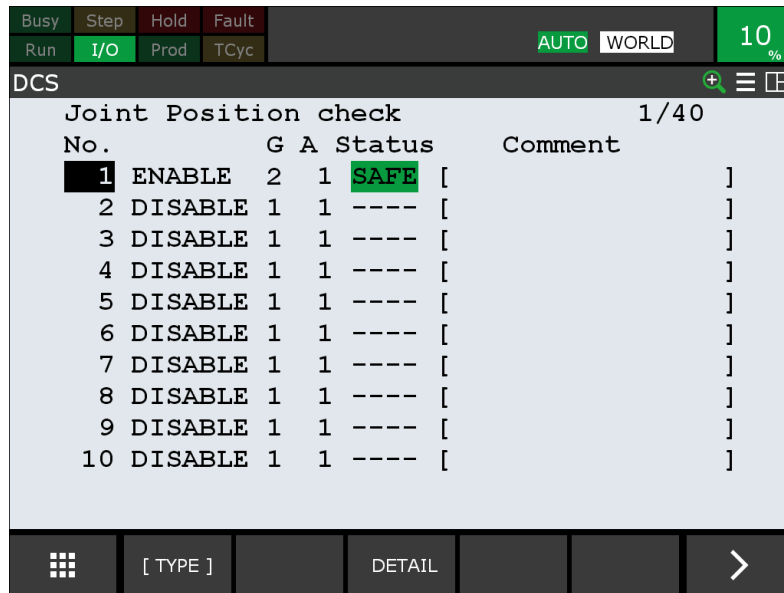 Busy Step Hold Fault
Run I/O Prod TCyc AUTO WORLD 10 %
DCS
Joint Position check 1/40
No. G A Status Comment
1 ENABLE 2 1 SAFE [ ]
2 DISABLE 1 1 ---- [ ]
3 DISABLE 1 1 ---- [ ]
4 DISABLE 1 1 ---- [ ]
5 DISABLE 1 1 ---- [ ]
6 DISABLE 1 1 ---- [ ]
7 DISABLE 1 1 ---- [ ]
8 DISABLE 1 1 ---- [ ]
9 DISABLE 1 1 ---- [ ]
10 DISABLE 1 1 ---- [ ]
[ TYPE ] DETAIL